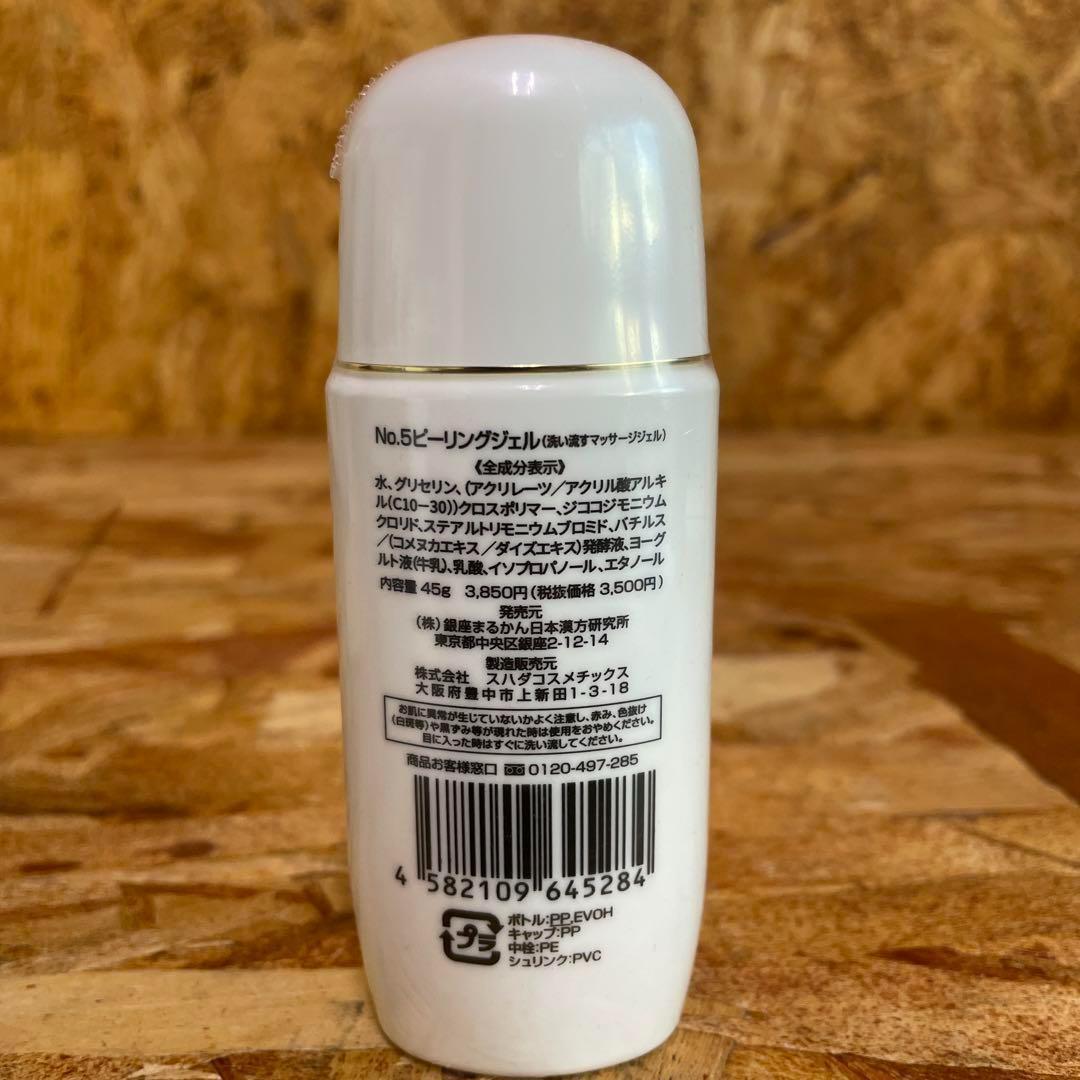 No.5ピーリングジェル(洗い流すマッサージジェル)
《全成分表示》
水、グリセリン、(アクリレーツ/アクリル酸アルキ
ル(C10-30))クロスポリマー、ジココジモニウム
クロリド、ステアルトリモニウムブロミド、バチルス
/(コメヌカエキス/ダイズエキス)発酵液、ヨーグ
ルト液(牛乳)、乳酸、イソプロパノール、エタノール
内容量 45g 3,850円(税抜価格 3,500円)
発売元
(株)銀座まるかん日本漢方研究所
東京都中央区銀座2-12-14
製造販売元
株式会社 スハダコスメチックス
大阪府豊中市上新田1-3-18
お肌に異常が生じていないかよく注意し、赤み、色抜け
(白斑等)や黒ずみ等が現れた時は使用をおやめください。
目に入った時はすぐに洗い流してください。
商品お客様窓口 0120-497-285
4 582109 645284
プラ
ボトル:PP,EVOH
キャップ:PP
中栓:PE
シュリンク:PVC